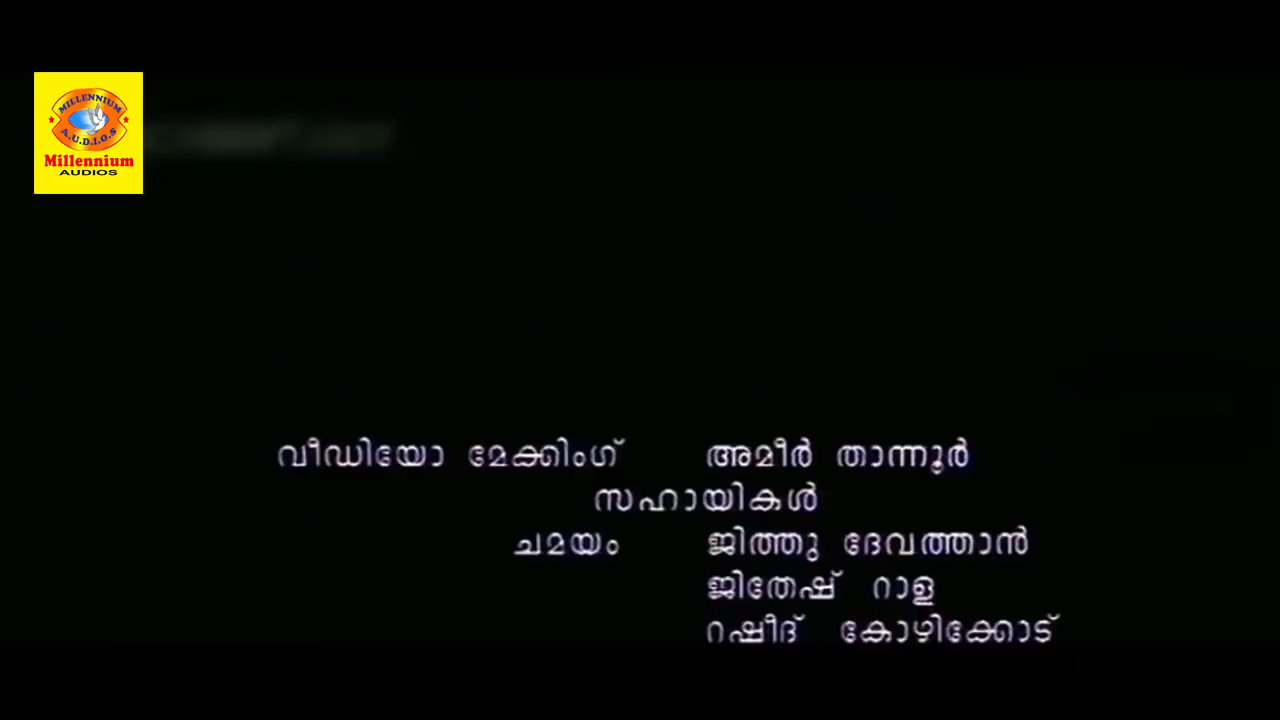 MILLENNIUM
A.U.D.I.O.S
Millennium
AUDIOS
വീഡിയോ മേക്കിംഗ് അമീർ താന്നൂർ
സഹായികൾ
ചമയം ജിത്തു ദേവത്താൻ
ജിതേഷ് റാള
റഷീദ് കോഴിക്കോട്